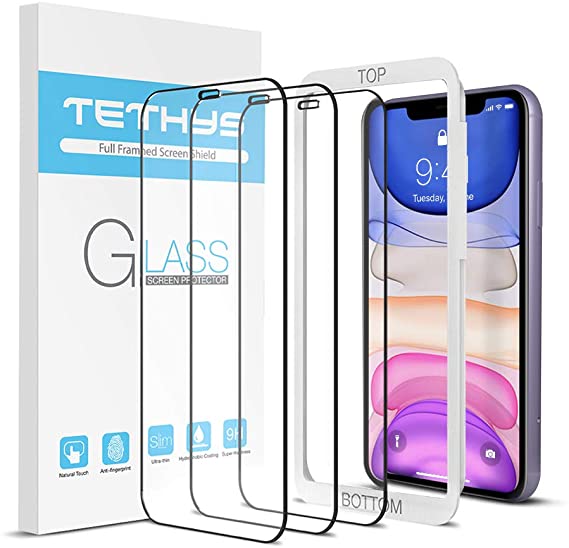 TETHYS
Full Frammed Screen Shield
GLASS
SCREEN PROTECTOR
Natural Touch
Anti-fingerprint
Slim
Ultra-thin
Hydrophobic Coating
9H
Super-Hardness
TOP
9:4
Tuesday,
BOTTOM